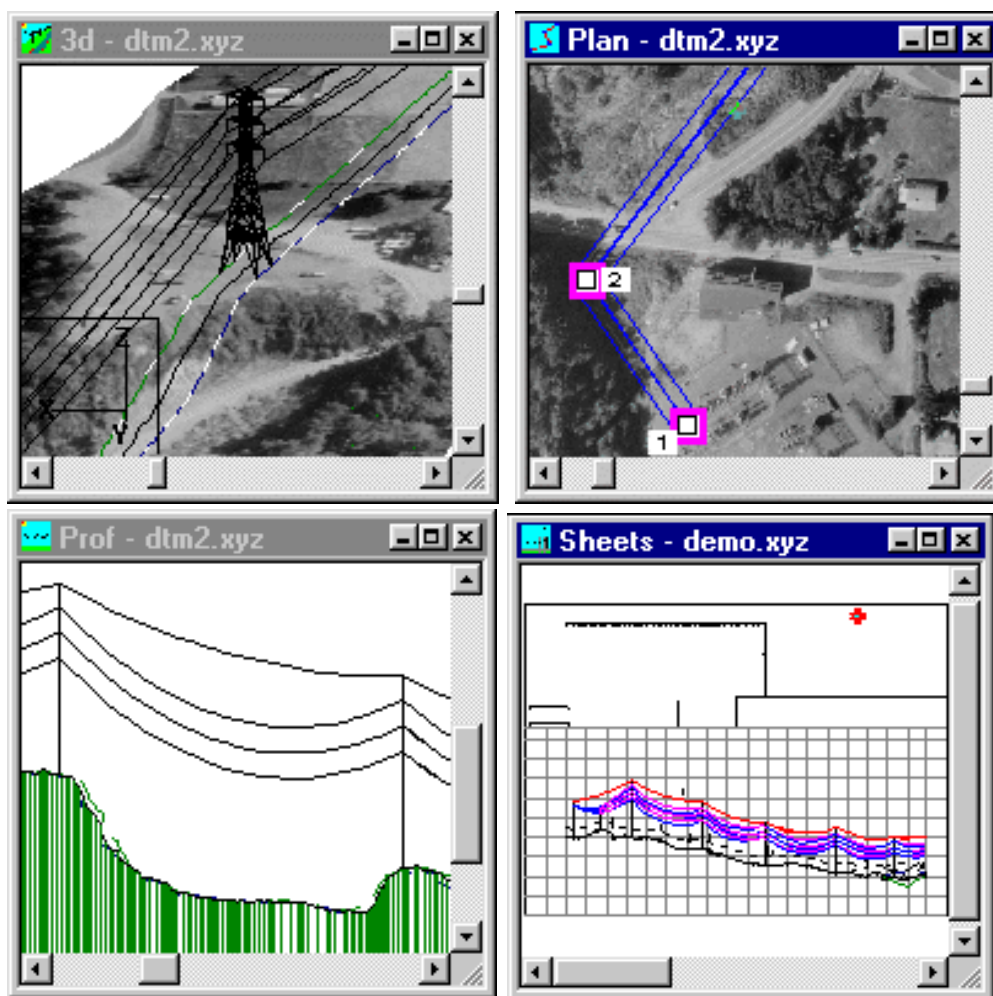 3d - dtm2.xyz
Plan - dtm2.xyz
Z
X
Y
2
1
Prof - dtm2.xyz
Sheets - demo.xyz